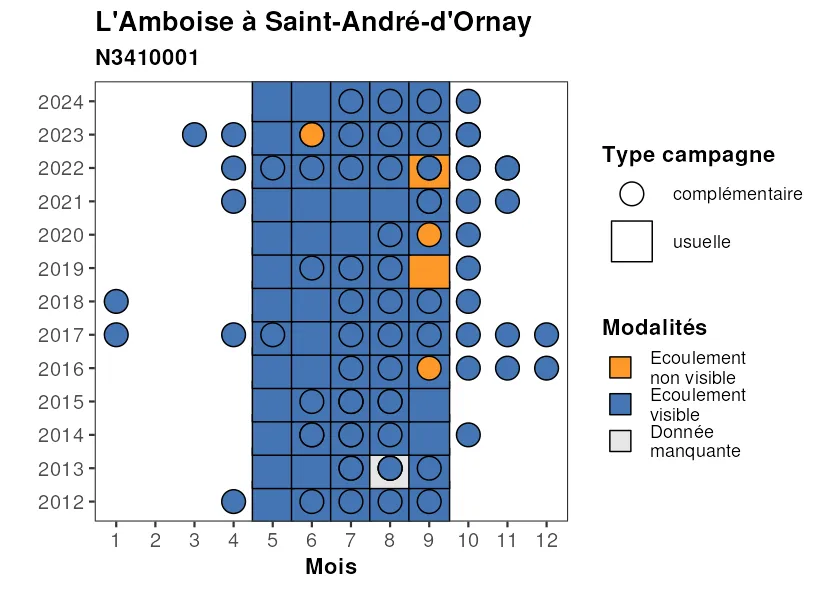 L'Amboise à Saint-André-d'Ornay
N3410001
2024
2023
2022
2021
2020
2019
2018
2017
2016
2015
2014
2013
2012
1 2 3 4 5 6 7 8 9 10 11 12
Mois
Type campagne
complémentaire
usuelle
Modalités
Ecoulement
non visible
Ecoulement
visible
Donnée
manquante